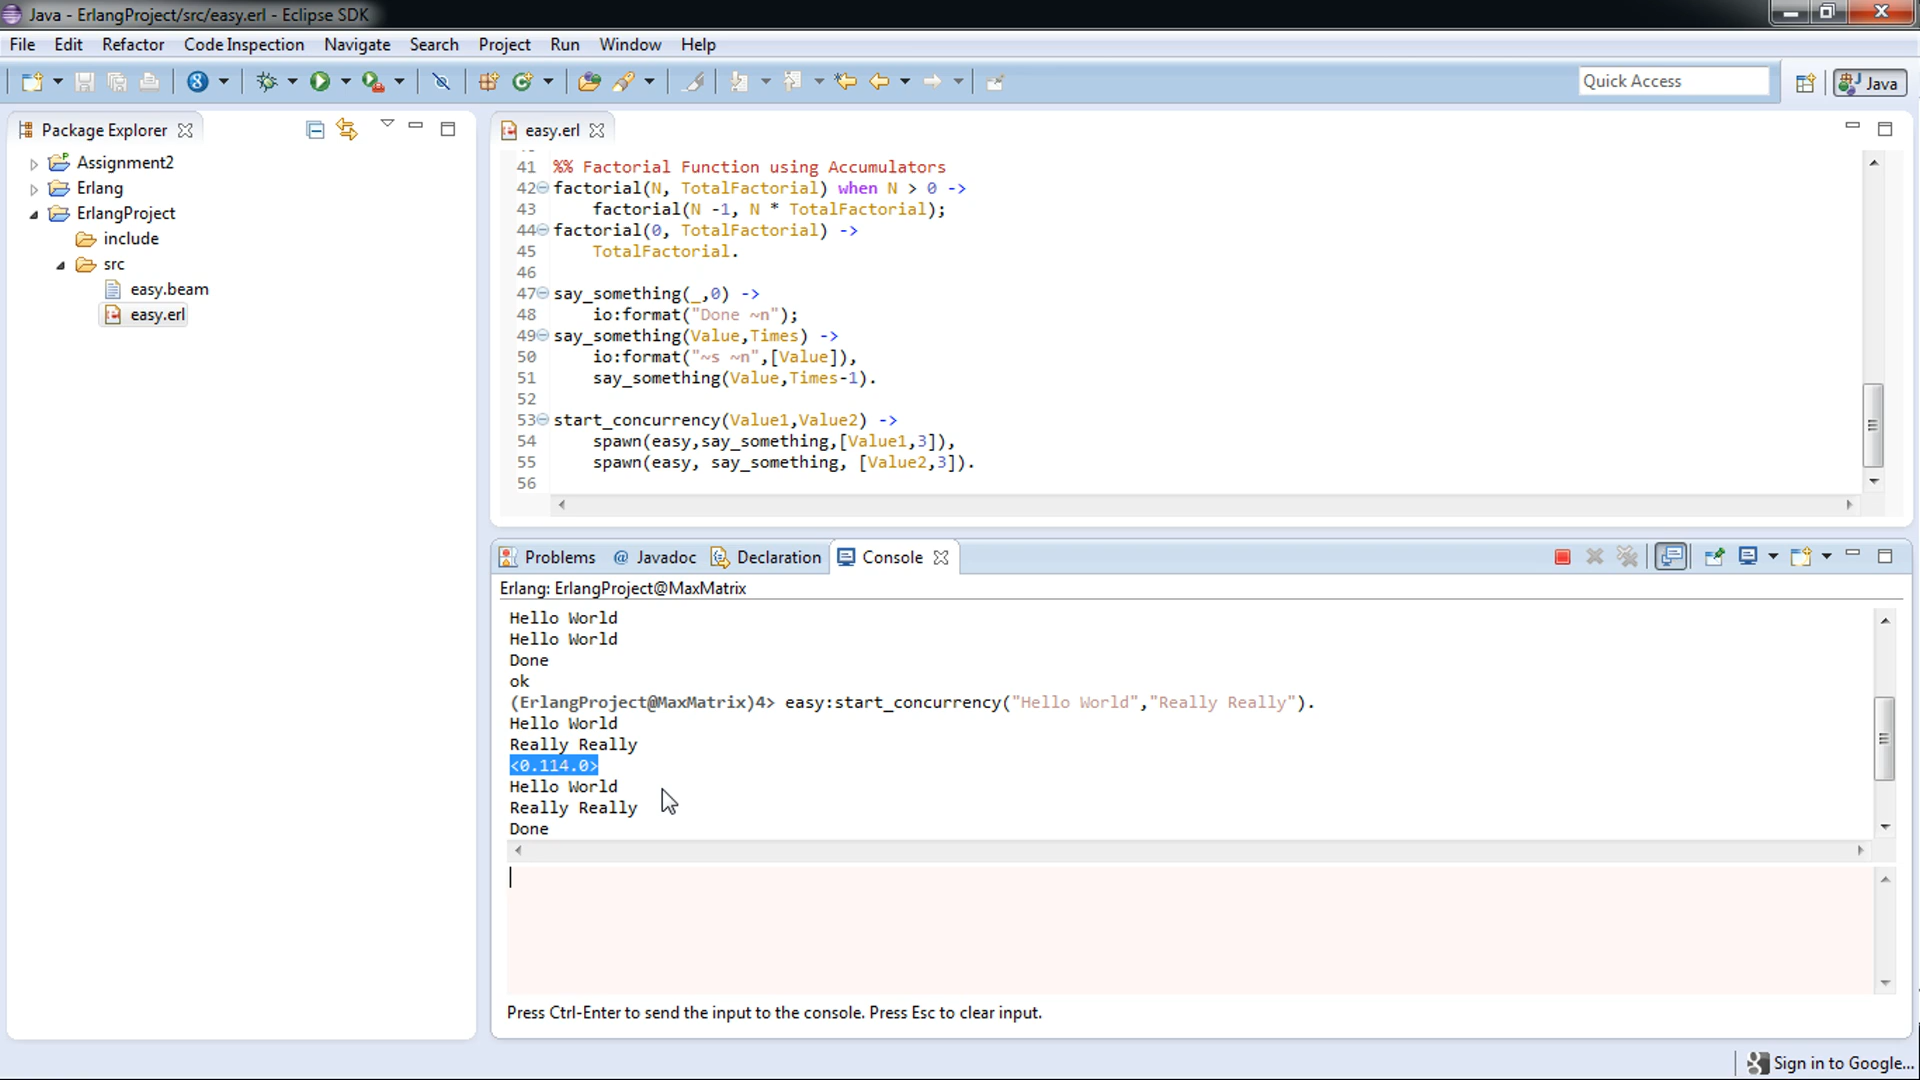 Java - ErlangProject/src/easy.erl - Eclipse SDK
File Edit Refactor Code Inspection Navigate Search Project Run Window Help
Quick Access
Java
Package Explorer
Assignment2
Erlang
ErlangProject
include
src
easy.beam
easy.erl
easy.erl
41 %% Factorial Function using Accumulators
42 factorial(N, TotalFactorial) when N > 0 ->
43 factorial(N -1, N * TotalFactorial);
44 factorial(0, TotalFactorial) ->
45 TotalFactorial.
46
47 say_something(_,0) ->
48 io:format("Done ~n");
49 say_something(Value,Times) ->
50 io:format("~s ~n",[Value]),
51 say_something(Value,Times-1).
52
53 start_concurrency(Value1,Value2) ->
54 spawn(easy,say_something,[Value1,3]),
55 spawn(easy, say_something, [Value2,3]).
56
Problems @ Javadoc Declaration Console
Erlang: ErlangProject@MaxMatrix
Hello World
Hello World
Done
ok
(ErlangProject@MaxMatrix)4> easy:start_concurrency("Hello World","Really Really").
Hello World
Really Really
<0.114.0>
Hello World
Really Really
Done
Press Ctrl-Enter to send the input to the console. Press Esc to clear input.
Sign in to Google...